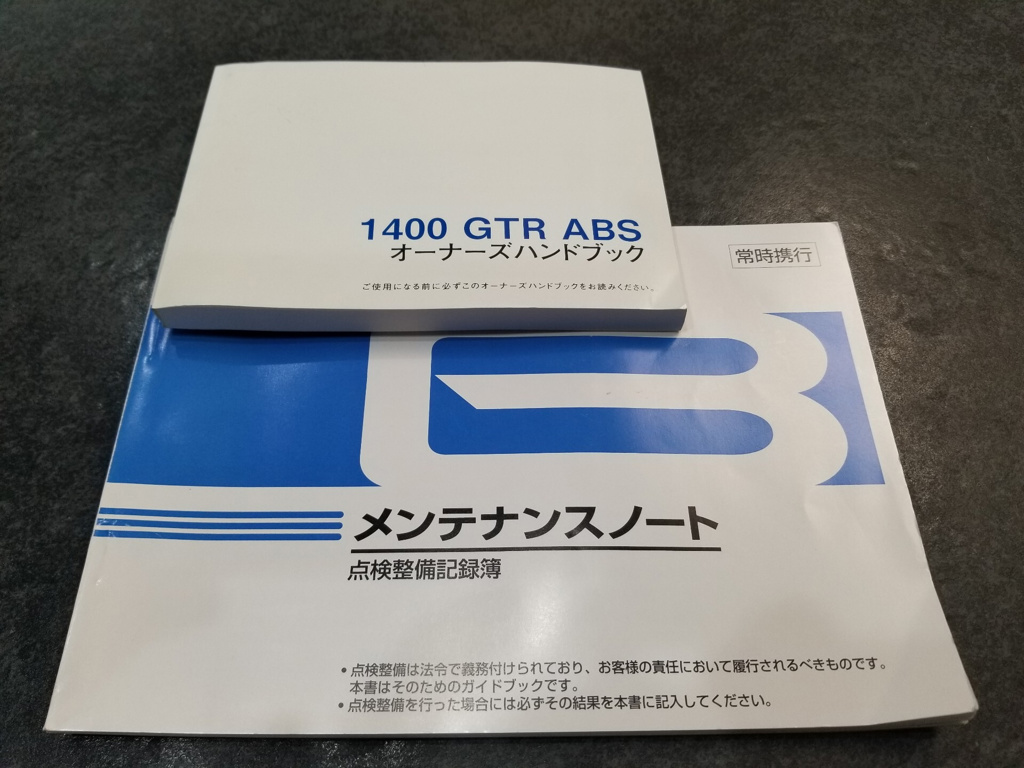 1400 GTR ABS
オーナーズハンドブック
ご使用になる前に必ずこのオーナーズハンドブックをお読みください。
常時携行
メンテナンスノート
点検整備記録簿
•点検整備は法令で義務付けられており、お客様の責任において履行されるべきものです。
本書はそのためのガイドブックです。
•点検整備を行った場合には必ずその結果を本書に記入してください。